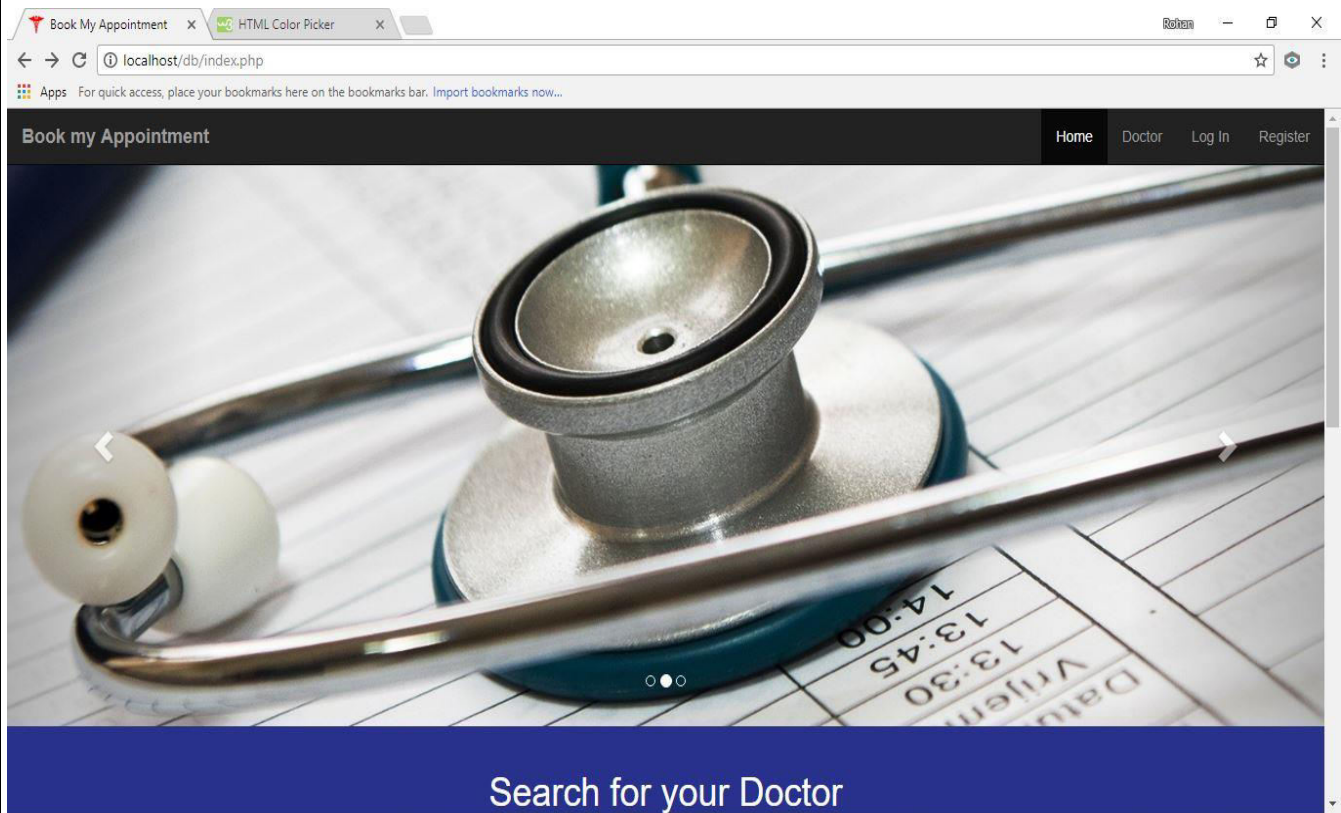 Book My Appointment
HTML Color Picker
Rohan
localhost/db/index.php
Apps For quick access, place your bookmarks here on the bookmarks bar. Import bookmarks now...
Book my Appointment Home Doctor Log In Register
14:00
13:45
13:30
Vrijem
Datu
Search for your Doctor